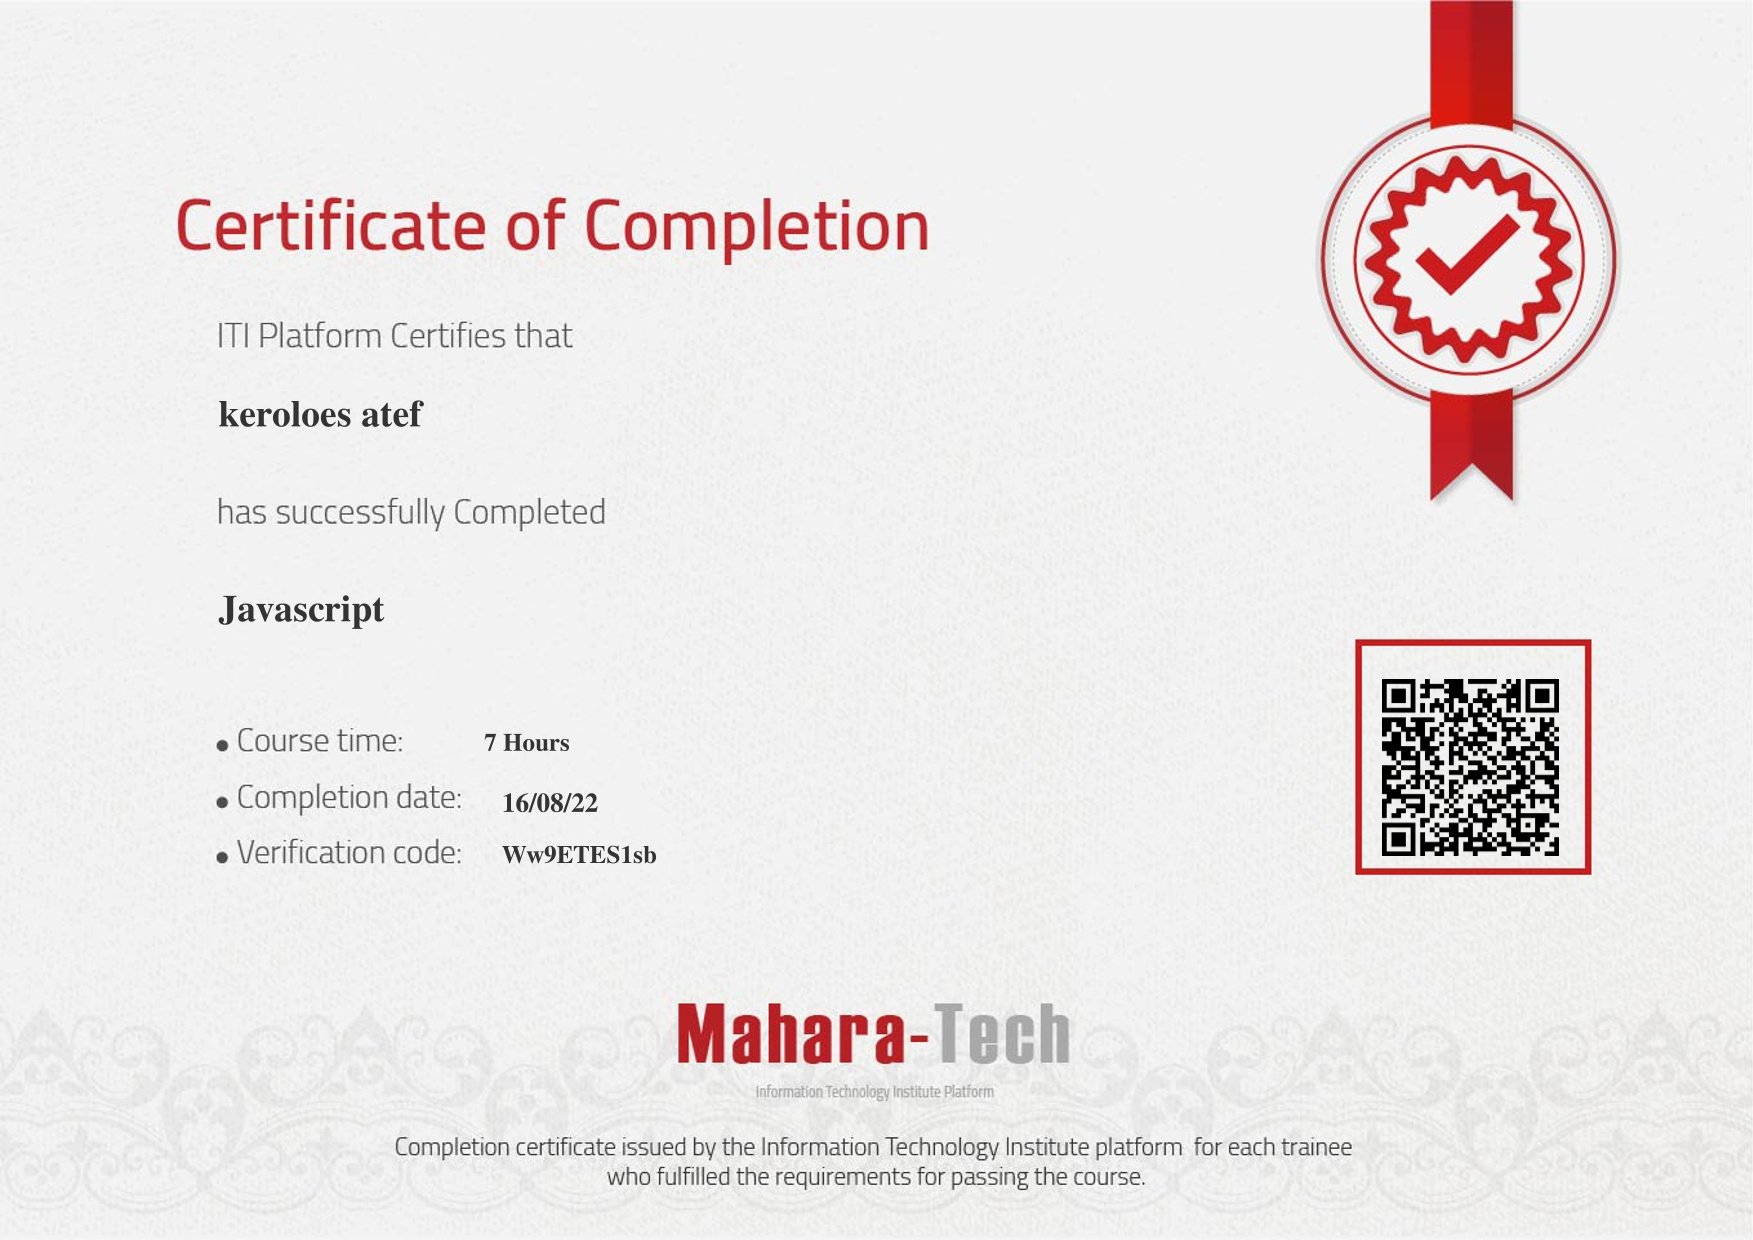 Certificate of Completion
ITI Platform Certifies that
keroloes atef
has successfully Completed
Javascript
• Course time: 7 Hours
• Completion date: 16/08/22
• Verification code: Ww9ETES1sb
Mahara-Tech
Information Technology Institute Platform
Completion certificate issued by the Information Technology Institute platform for each trainee
who fulfilled the requirements for passing the course.